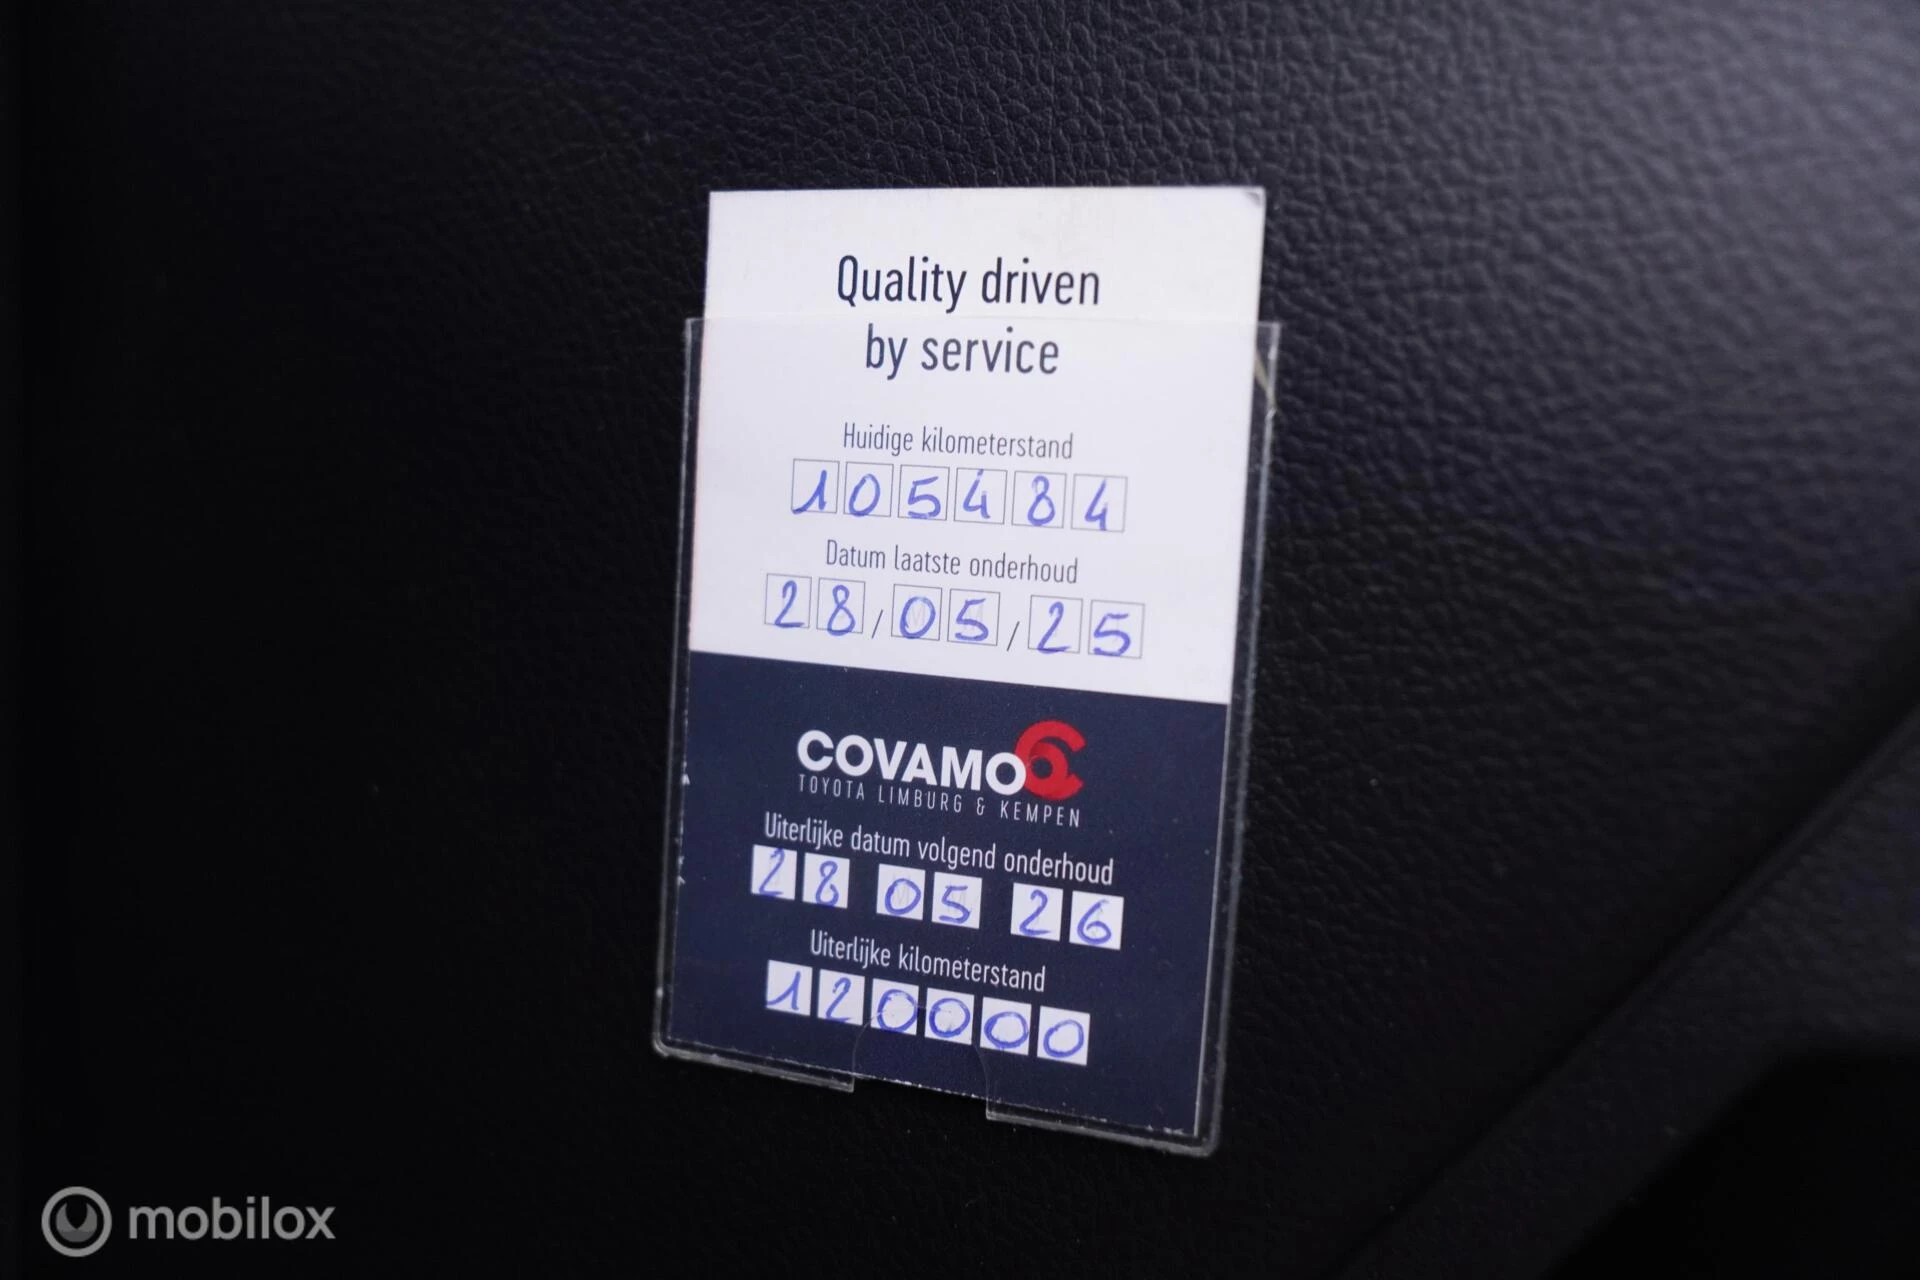 Quality driven
by service
Huidige kilometerstand
105484
Datum laatste onderhoud
28/05/25
COVAMO
TOYOTA LIMBURG & KEMPEN
Uiterlijke datum volgend onderhoud
28 05 26
Uiterlijke kilometerstand
120000
mobilox